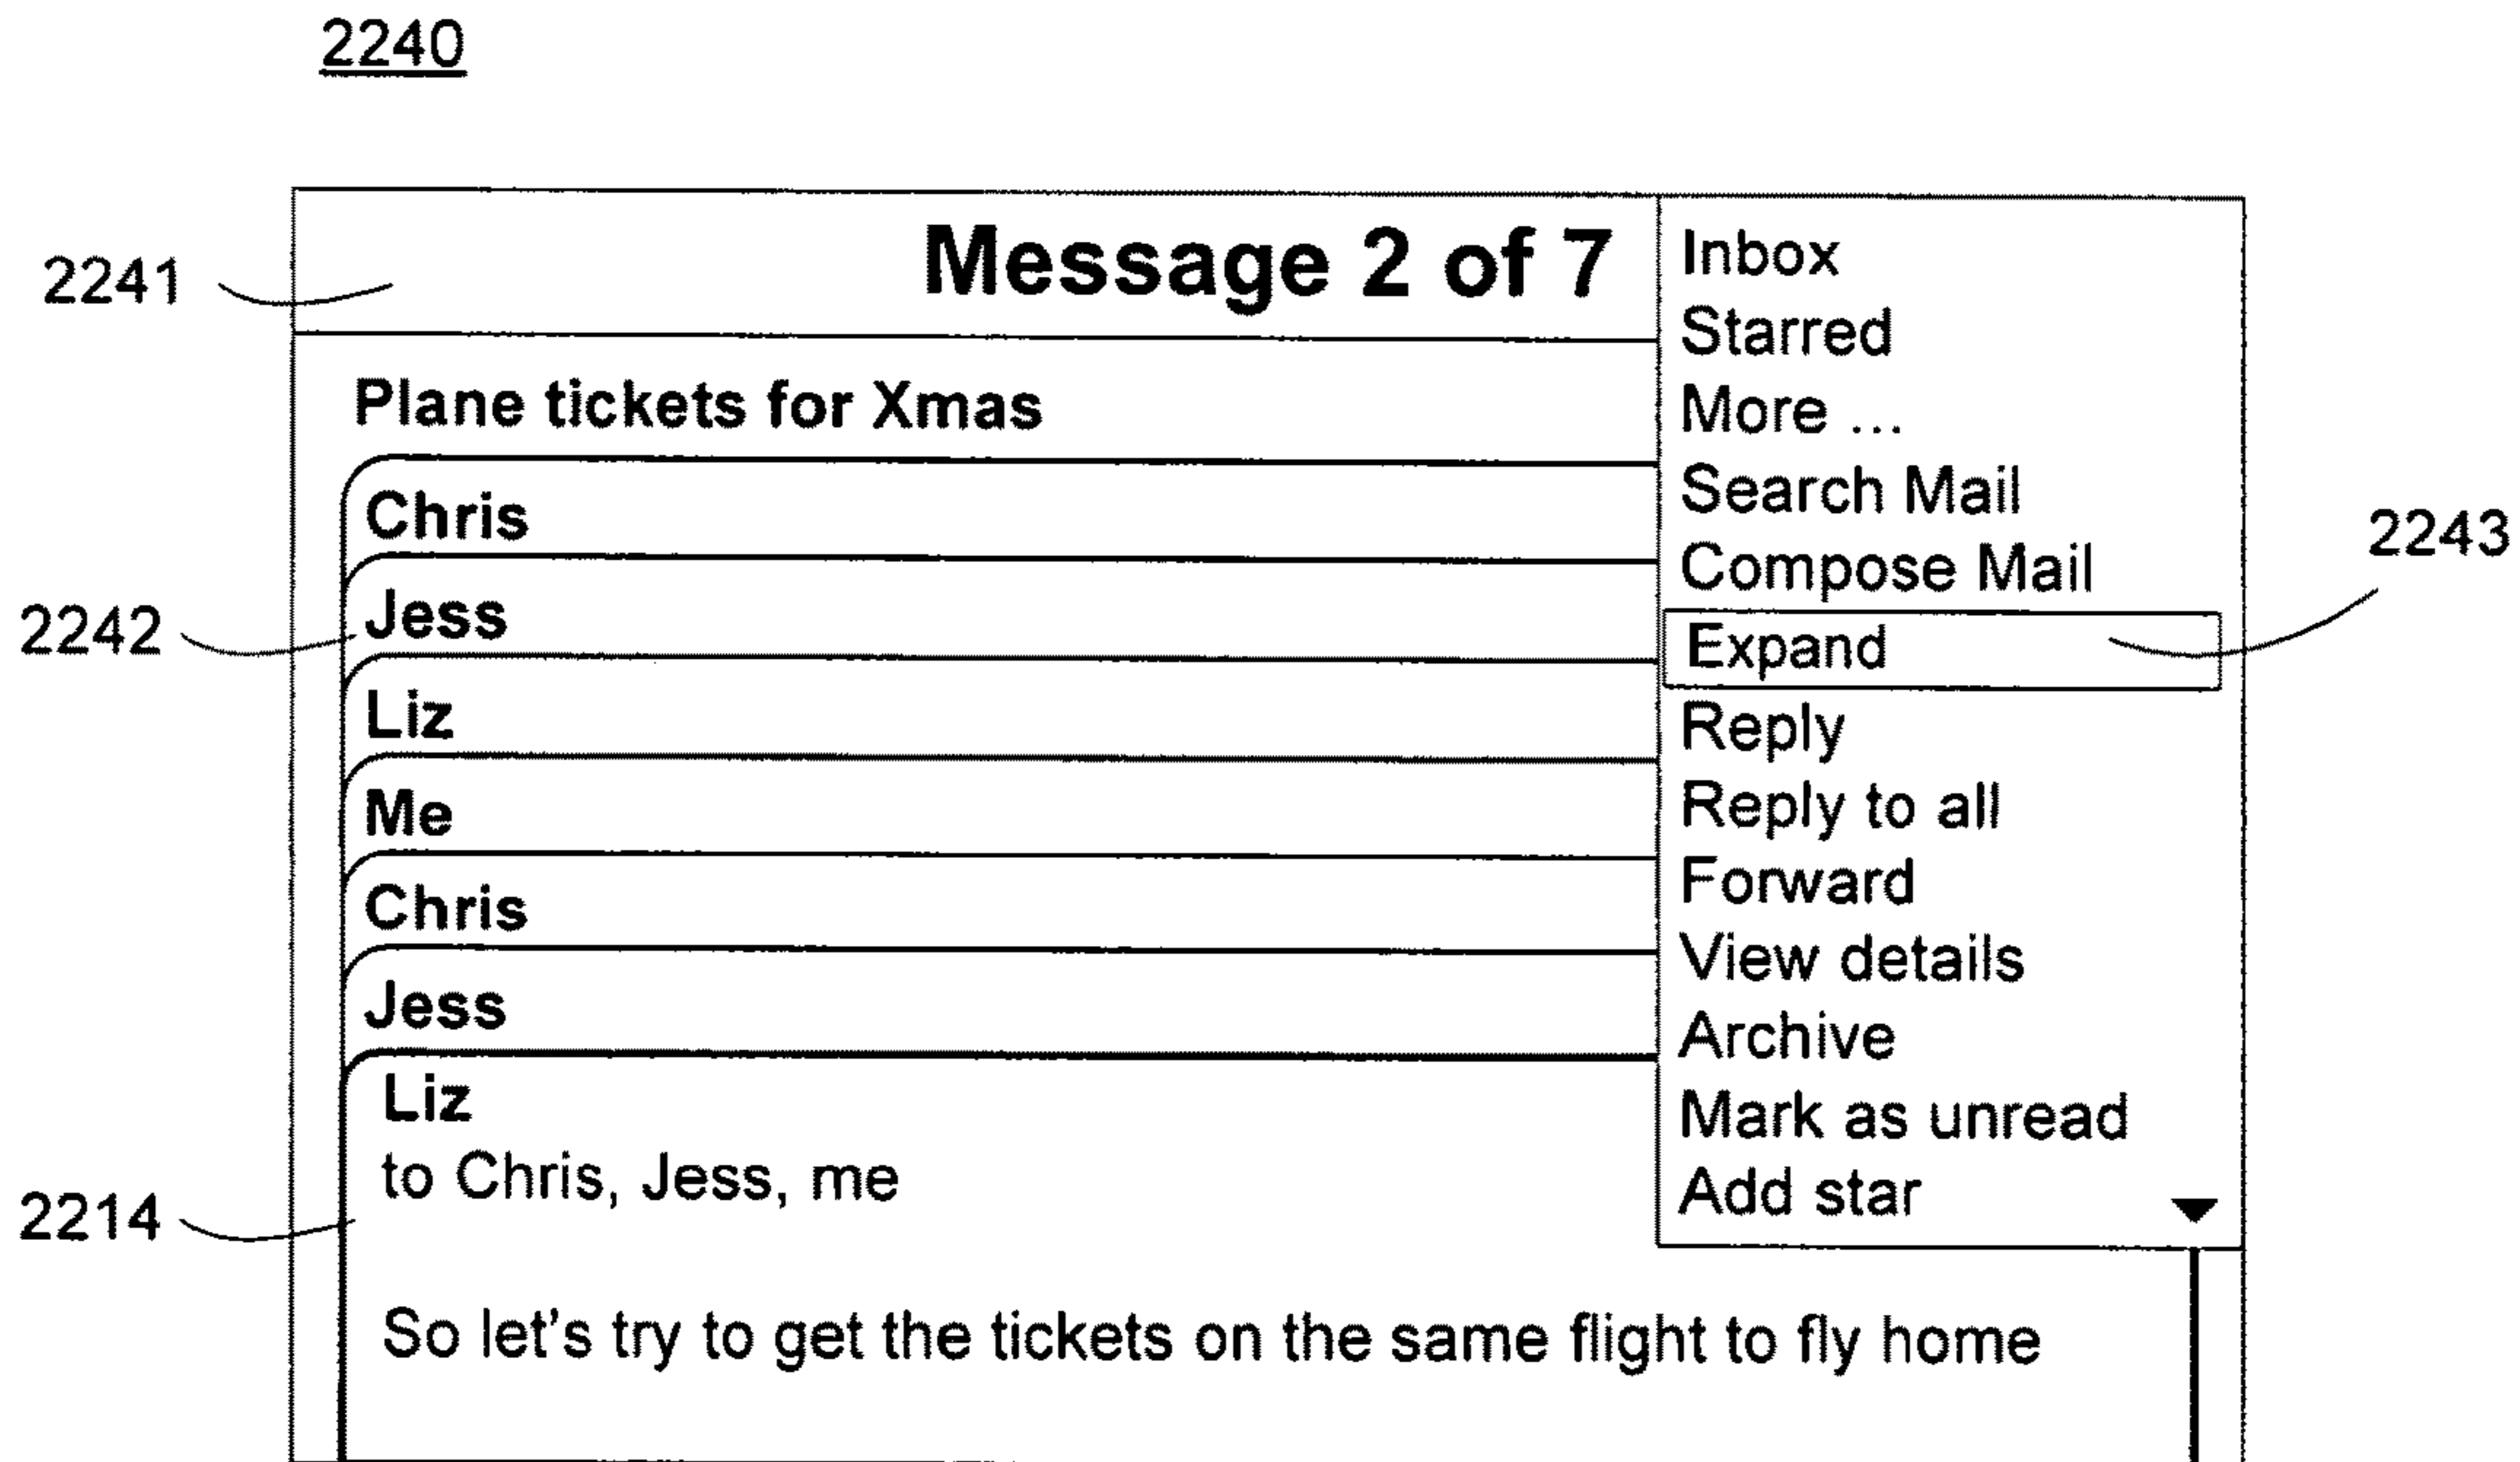 2240
2241
Message 2 of 7
Plane tickets for Xmas
Chris
2242
Jess
Liz
Me
Chris
Jess
Liz
to Chris, Jess, me
2214
So let's try to get the tickets on the same flight to fly home
Inbox
Starred
More ...
Search Mail
Compose Mail
2243
Expand
Reply
Reply to all
Forward
View details
Archive
Mark as unread
Add star